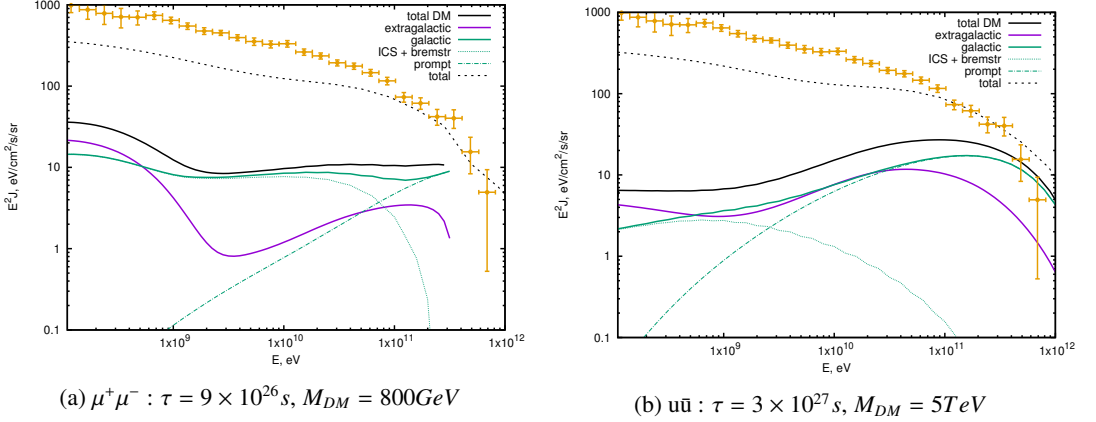 1000
100
10
1
0.1
E²J, eV/cm²/s/sr
1x10⁹
1x10¹⁰
1x10¹¹
1x10¹²
E, eV
total DM
extragalactic
galactic
ICS + bremstr
prompt
total
(a) μ⁺μ⁻ : τ = 9 × 10²⁶s, M_DM = 800GeV
1000
100
10
1
0.1
E²J, eV/cm²/s/sr
1x10⁹
1x10¹⁰
1x10¹¹
1x10¹²
E, eV
total DM
extragalactic
galactic
ICS + bremstr
prompt
total
(b) uū : τ = 3 × 10²⁷s, M_DM = 5TeV